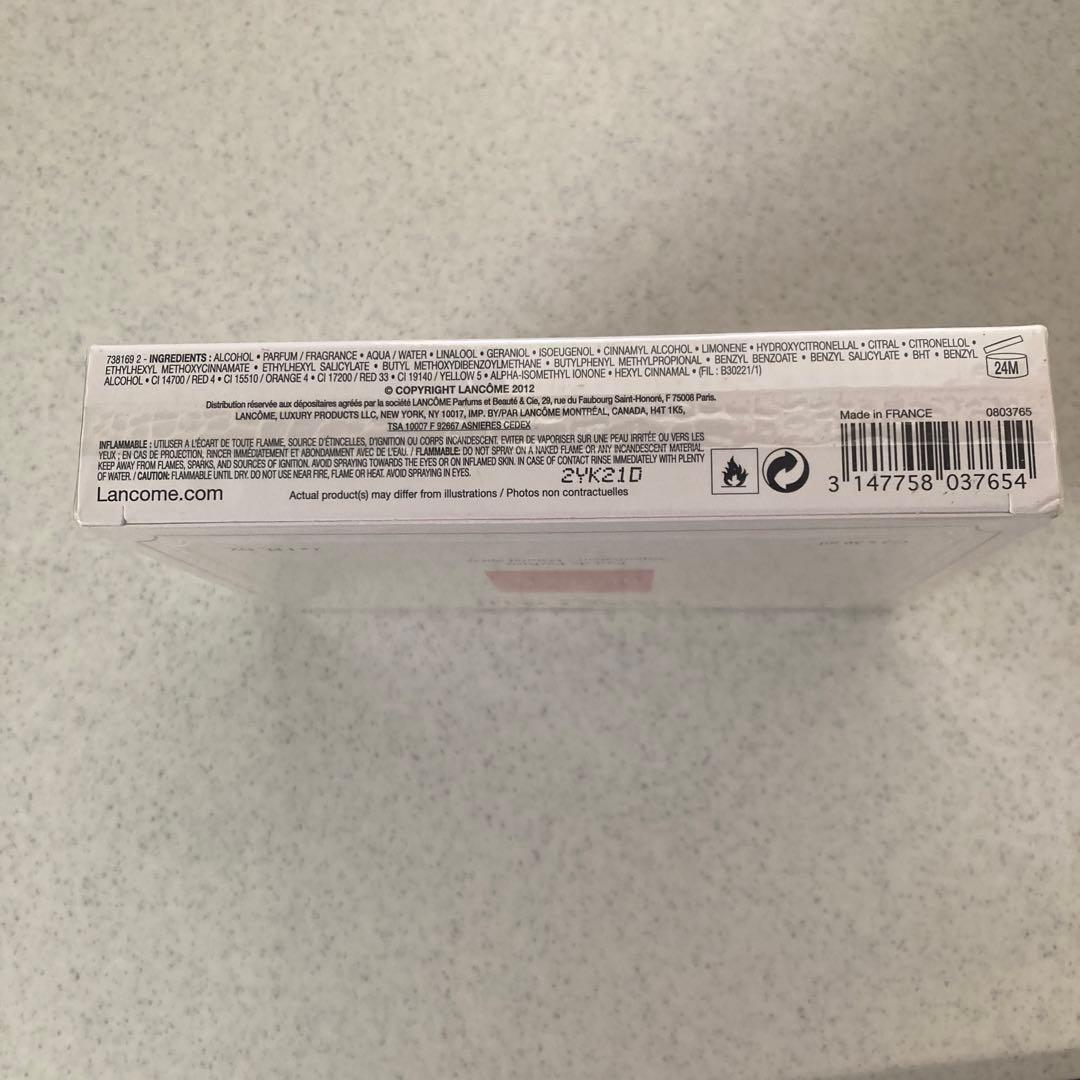 738169 2 - INGREDIENTS : ALCOHOL • PARFUM / FRAGRANCE • AQUA / WATER • LINALOOL • GERANIOL • ISOEUGENOL • CINNAMYL ALCOHOL • LIMONENE • HYDROXYCITRONELLAL • CITRAL • CITRONELLOL •
ETHYLHEXYL METHOXYCINNAMATE • ETHYLHEXYL SALICYLATE • BUTYL METHOXYDIBENZOYLMETHANE • BUTYLPHENYL METHYLPROPIONAL • BENZYL BENZOATE • BENZYL SALICYLATE • BHT • BENZYL
ALCOHOL • CI 14700 / RED 4 • CI 15510 / ORANGE 4 • CI 17200 / RED 33 • CI 19140 / YELLOW 5 • ALPHA-ISOMETHYL IONONE • HEXYL CINNAMAL • (FIL : B30221/1)
24M
© COPYRIGHT LANCÔME 2012
Distribution réservée aux dépositaires agréés par la société LANCÔME Parfums et Beauté & Cie, 29, rue du Faubourg Saint-Honoré, F 75008 Paris.
LANCÔME, LUXURY PRODUCTS LLC, NEW YORK, NY 10017, IMP. BY/PAR LANCÔME MONTRÉAL, CANADA, H4T 1K5,
TSA 10007 F 92667 ASNIERES CEDEX
INFLAMMABLE : UTILISER A L'ÉCART DE TOUTE FLAMME, SOURCE D'ÉTINCELLES, D'IGNITION OU CORPS INCANDESCENT. EVITER DE VAPORISER SUR UNE PEAU IRRITÉE OU VERS LES
YEUX ; EN CAS DE PROJECTION, RINCER IMMÉDIATEMENT ET ABONDAMMENT AVEC DE L'EAU. / FLAMMABLE: DO NOT SPRAY ON A NAKED FLAME OR ANY INCANDESCENT MATERIAL.
KEEP AWAY FROM FLAMES, SPARKS, AND SOURCES OF IGNITION. AVOID SPRAYING TOWARDS THE EYES OR ON INFLAMED SKIN. IN CASE OF CONTACT RINSE IMMEDIATELY WITH PLENTY
OF WATER. / CAUTION: FLAMMABLE UNTIL DRY. DO NOT USE NEAR FIRE, FLAME OR HEAT. AVOID SPRAYING IN EYES.
2YK21D
Lancome.com
Actual product(s) may differ from illustrations / Photos non contractuelles
Made in FRANCE 0803765
3 147758 037654